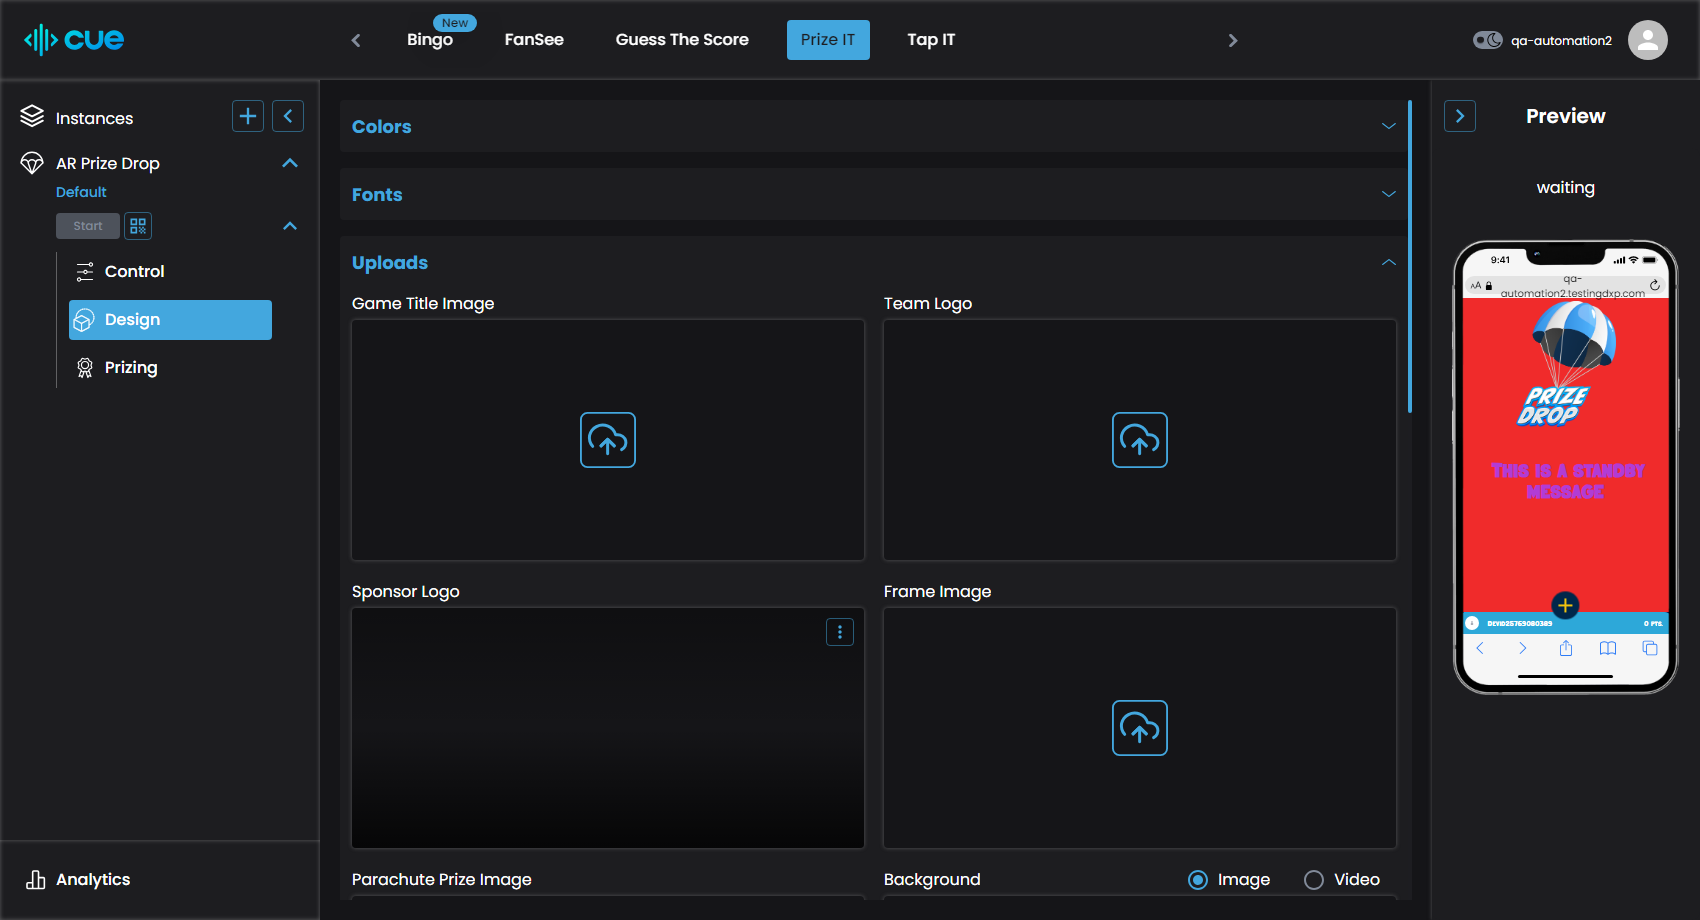 cue
New
Bingo
FanSee
Guess The Score
Prize IT
Tap IT
qa-automation2
Instances
AR Prize Drop
Default
Start
Control
Design
Prizing
Analytics
Colors
Fonts
Uploads
Game Title Image
Team Logo
Sponsor Logo
Frame Image
Parachute Prize Image
Background
Image
Video
Preview
waiting
9:41
AA
qa-
automation2.testingdxp.com
PRIZE
DROP
THIS IS A STANDBY
MESSAGE
DEVID25769080389
0 PTS.